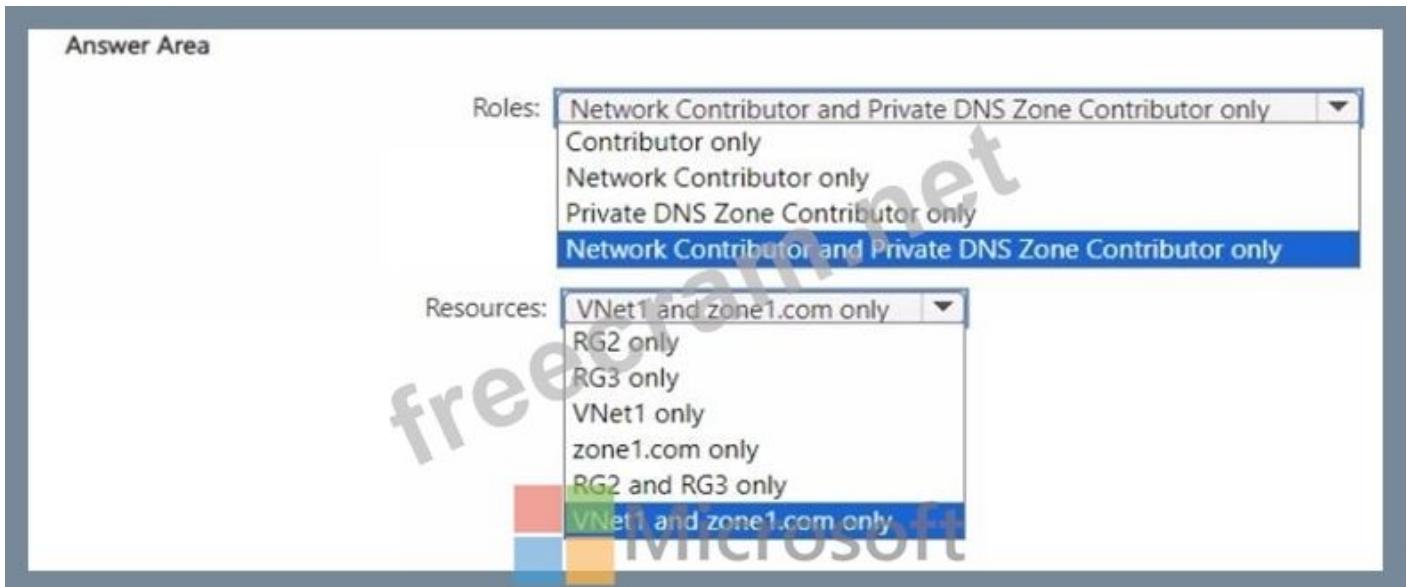 Answer Area
Roles: Network Contributor and Private DNS Zone Contributor only
Contributor only
Network Contributor only
Private DNS Zone Contributor only
Network Contributor and Private DNS Zone Contributor only
Resources: VNet1 and zone1.com only
RG2 only
RG3 only
VNet1 only
zone1.com only
RG2 and RG3 only
VNet1 and zone1.com only
freecram.net
Microsoft